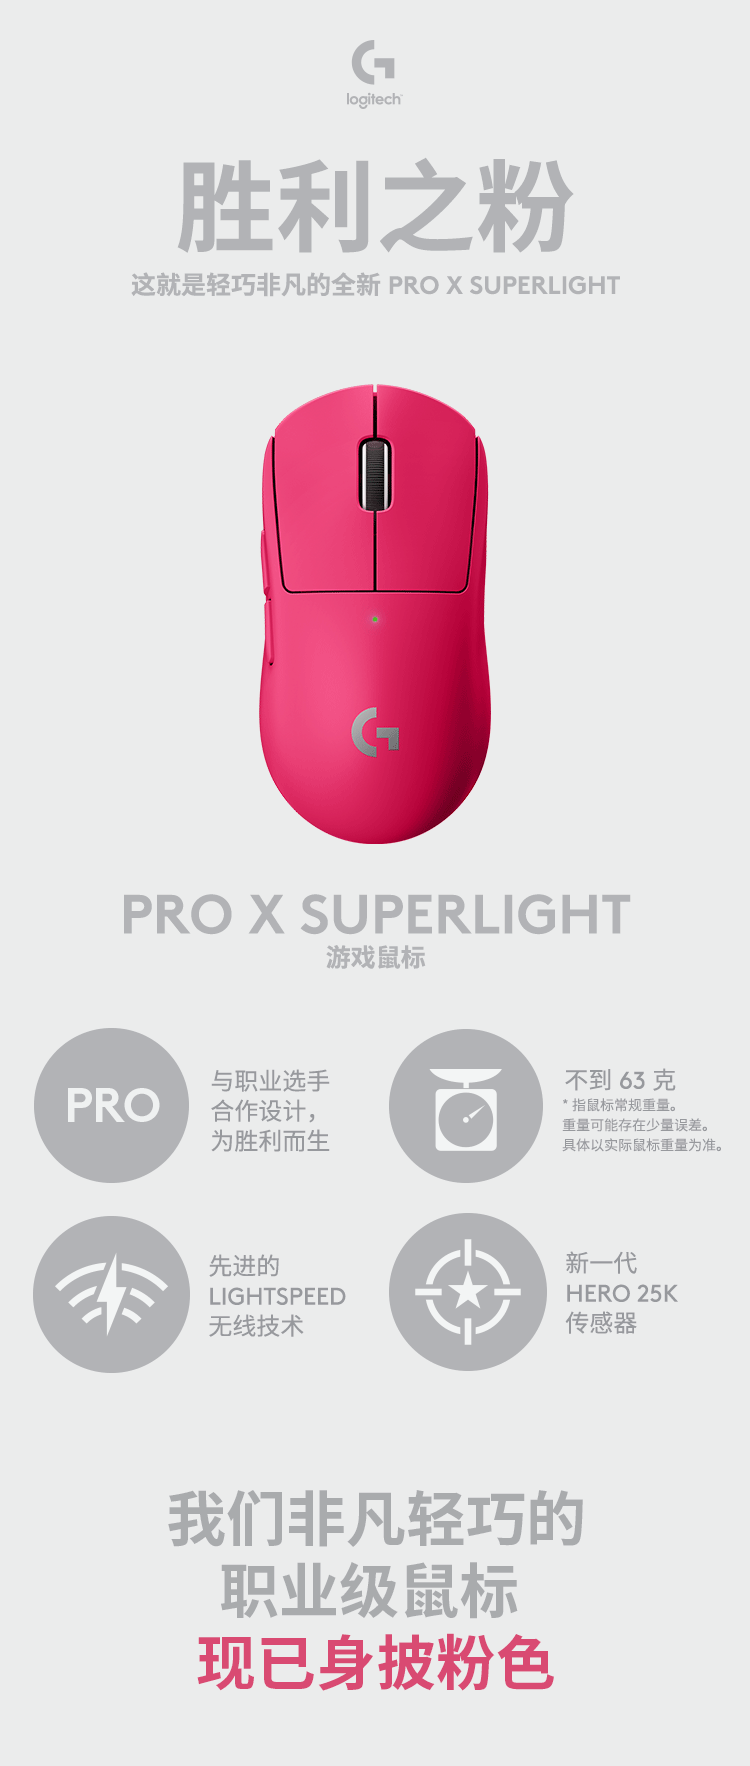 logitech
胜利之粉
这就是轻巧非凡的全新 PRO X SUPERLIGHT
PRO X SUPERLIGHT
游戏鼠标
PRO
与职业选手
合作设计，
为胜利而生
不到 63 克
* 指鼠标常规重量。
重量可能存在少量误差。
具体以实际鼠标重量为准。
先进的
LIGHTSPEED
无线技术
新一代
HERO 25K
传感器
我们非凡轻巧的
职业级鼠标
现已身披粉色